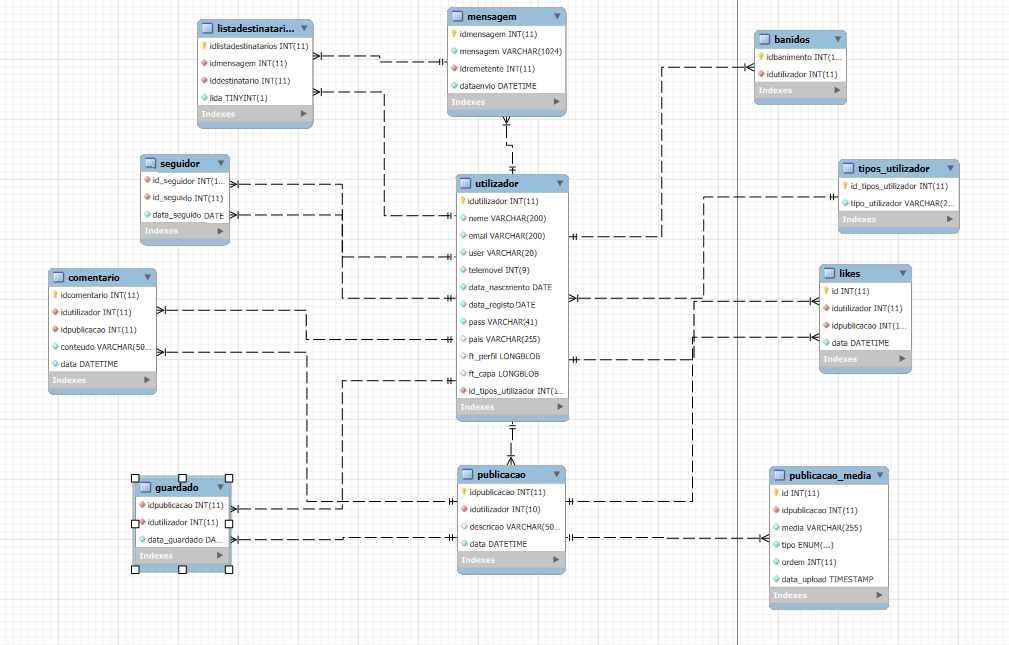 listadestinatari...
idlistadestinatarios INT(11)
idmensagem INT(11)
iddestinatario INT(11)
lida TINYINT(1)
Indexes
mensagem
idmensagem INT(11)
mensagem VARCHAR(1024)
idremetente INT(11)
dataenvio DATETIME
Indexes
banidos
idbanimento INT(1...
idutilizador INT(11)
Indexes
seguidor
id_seguidor INT(1...
id_seguido INT(11)
data_seguido DATE
Indexes
utilizador
idutilizador INT(11)
nome VARCHAR(200)
email VARCHAR(200)
user VARCHAR(20)
telemovel INT(9)
data_nascimento DATE
data_registo DATE
pass VARCHAR(41)
pais VARCHAR(255)
ft_perfil LONGBLOB
ft_capa LONGBLOB
id_tipos_utilizador INT(1...
Indexes
tipos_utilizador
id_tipos_utilizador INT(11)
tipo_utilizador VARCHAR(2...
Indexes
comentario
idcomentario INT(11)
idutilizador INT(11)
idpublicacao INT(11)
conteudo VARCHAR(50...
data DATETIME
Indexes
likes
id INT(11)
idutilizador INT(11)
idpublicacao INT(1...
data DATETIME
Indexes
guardado
idpublicacao INT(11)
idutilizador INT(11)
data_guardado DA...
Indexes
publicacao
idpublicacao INT(11)
idutilizador INT(10)
descricao VARCHAR(50...
data DATETIME
Indexes
publicacao_media
id INT(11)
idpublicacao INT(11)
media VARCHAR(255)
tipo ENUM(...)
ordem INT(11)
data_upload TIMESTAMP
Indexes